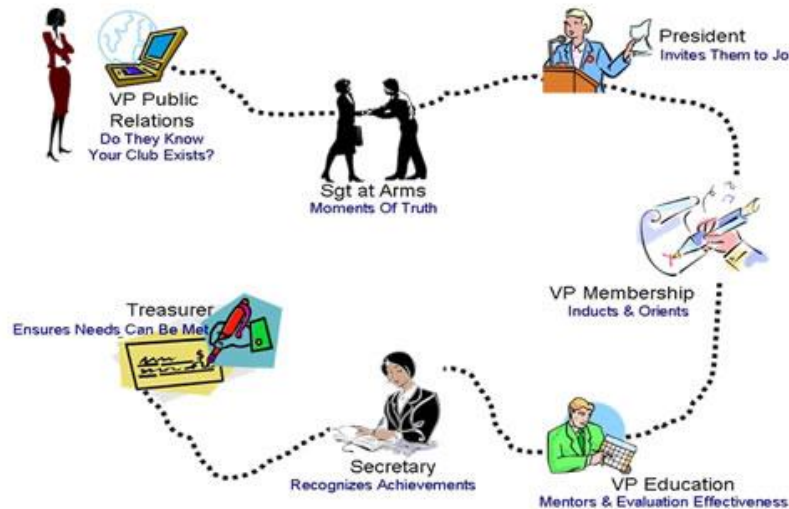 VP Public
Relations
Do They Know
Your Club Exists?
Sgt at Arms
Moments Of Truth
President
Invites Them to Jo
VP Membership
Inducts & Orients
VP Education
Mentors & Evaluation Effectiveness
Secretary
Recognizes Achievements
Treasurer
Ensures Needs Can Be Met